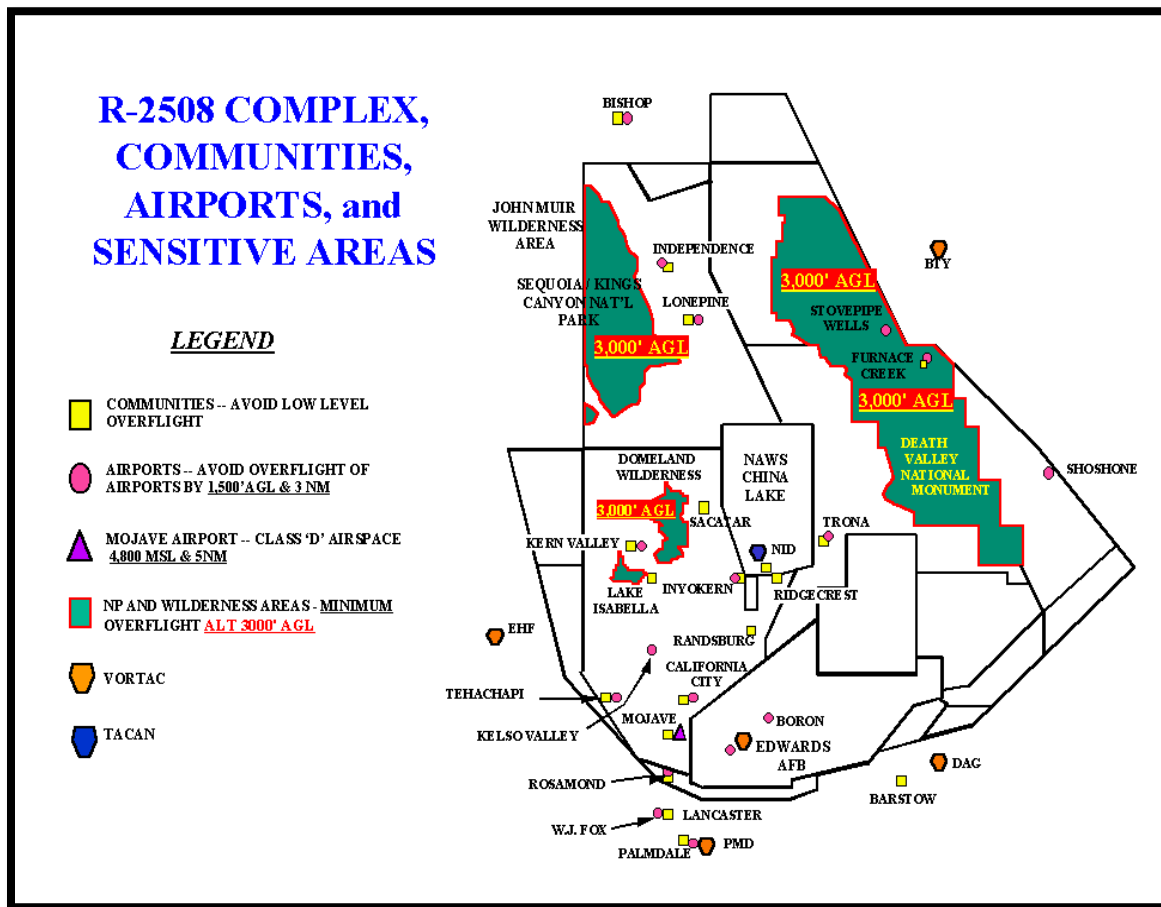 R-2508 COMPLEX,
COMMUNITIES,
AIRPORTS, and
SENSITIVE AREAS
LEGEND
COMMUNITIES -- AVOID LOW LEVEL
OVERFLIGHT
AIRPORTS -- AVOID OVERFLIGHT OF
AIRPORTS BY 1,500'AGL & 3 NM
MOJAVE AIRPORT -- CLASS 'D' AIRSPACE
4,800 MSL & 5NM
NP AND WILDERNESS AREAS - MINIMUM
OVERFLIGHT ALT 3000' AGL
VORTAC
TACAN
BISHOP
JOHN MUIR
WILDERNESS
AREA
INDEPENDENCE
SEQUOIA / KINGS
CANYON NAT'L
PARK
LONEPINE
3,000' AGL
BTY
3,000' AGL
STOVEPIPE
WELLS
FURNACE
CREEK
3,000' AGL
DEATH
VALLEY
NATIONAL
MONUMENT
SHOSHONE
DOMELAND
WILDERNESS
NAWS
CHINA
LAKE
3,000' AGL
SACATAR
TRONA
KERN VALLEY
NID
LAKE
ISABELLA
INYOKERN
RIDGECREST
EHF
RANDSBURG
CALIFORNIA
CITY
TEHACHAPI
MOJAVE
KELSO VALLEY
BORON
EDWARDS
AFB
DAG
ROSAMOND
BARSTOW
LANCASTER
W.J. FOX
PALMDALE
PMD